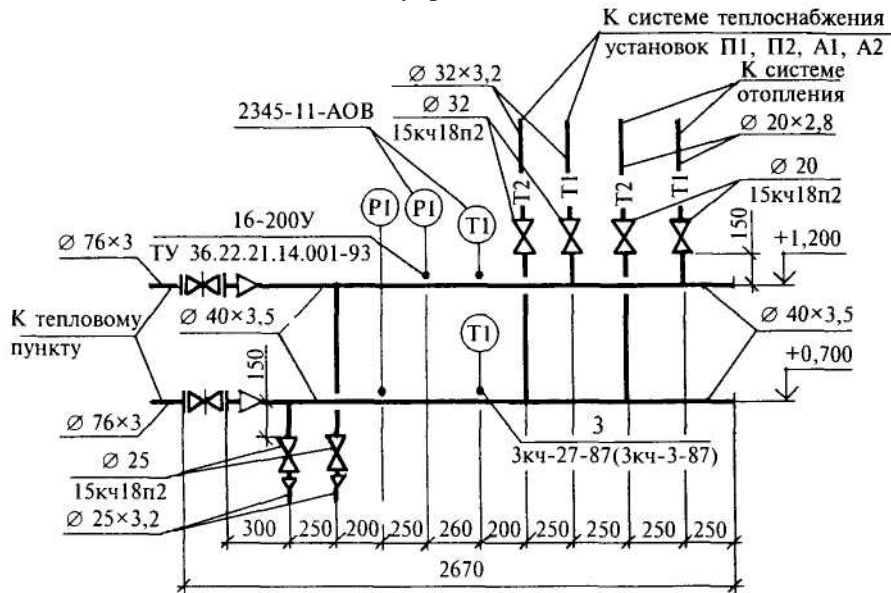 К системе теплоснабжения
установок П1, П2, А1, А2
∅ 32×3,2
К системе
отопления
2345-11-АОВ
∅ 32
15кч18п2
∅ 20×2,8
Т2
Т1
Т2
Т1
∅ 20
15кч18п2
16-200У
P1
P1
T1
ТУ 36.22.21.14.001-93
150
+1,200
∅ 76×3
К тепловому
пункту
∅ 40×3,5
T1
∅ 40×3,5
150
+0,700
∅ 76×3
3
3кч-27-87(3кч-3-87)
∅ 25
15кч18п2
∅ 25×3,2
300 250 200 250 260 200 250 250 250 250
2670